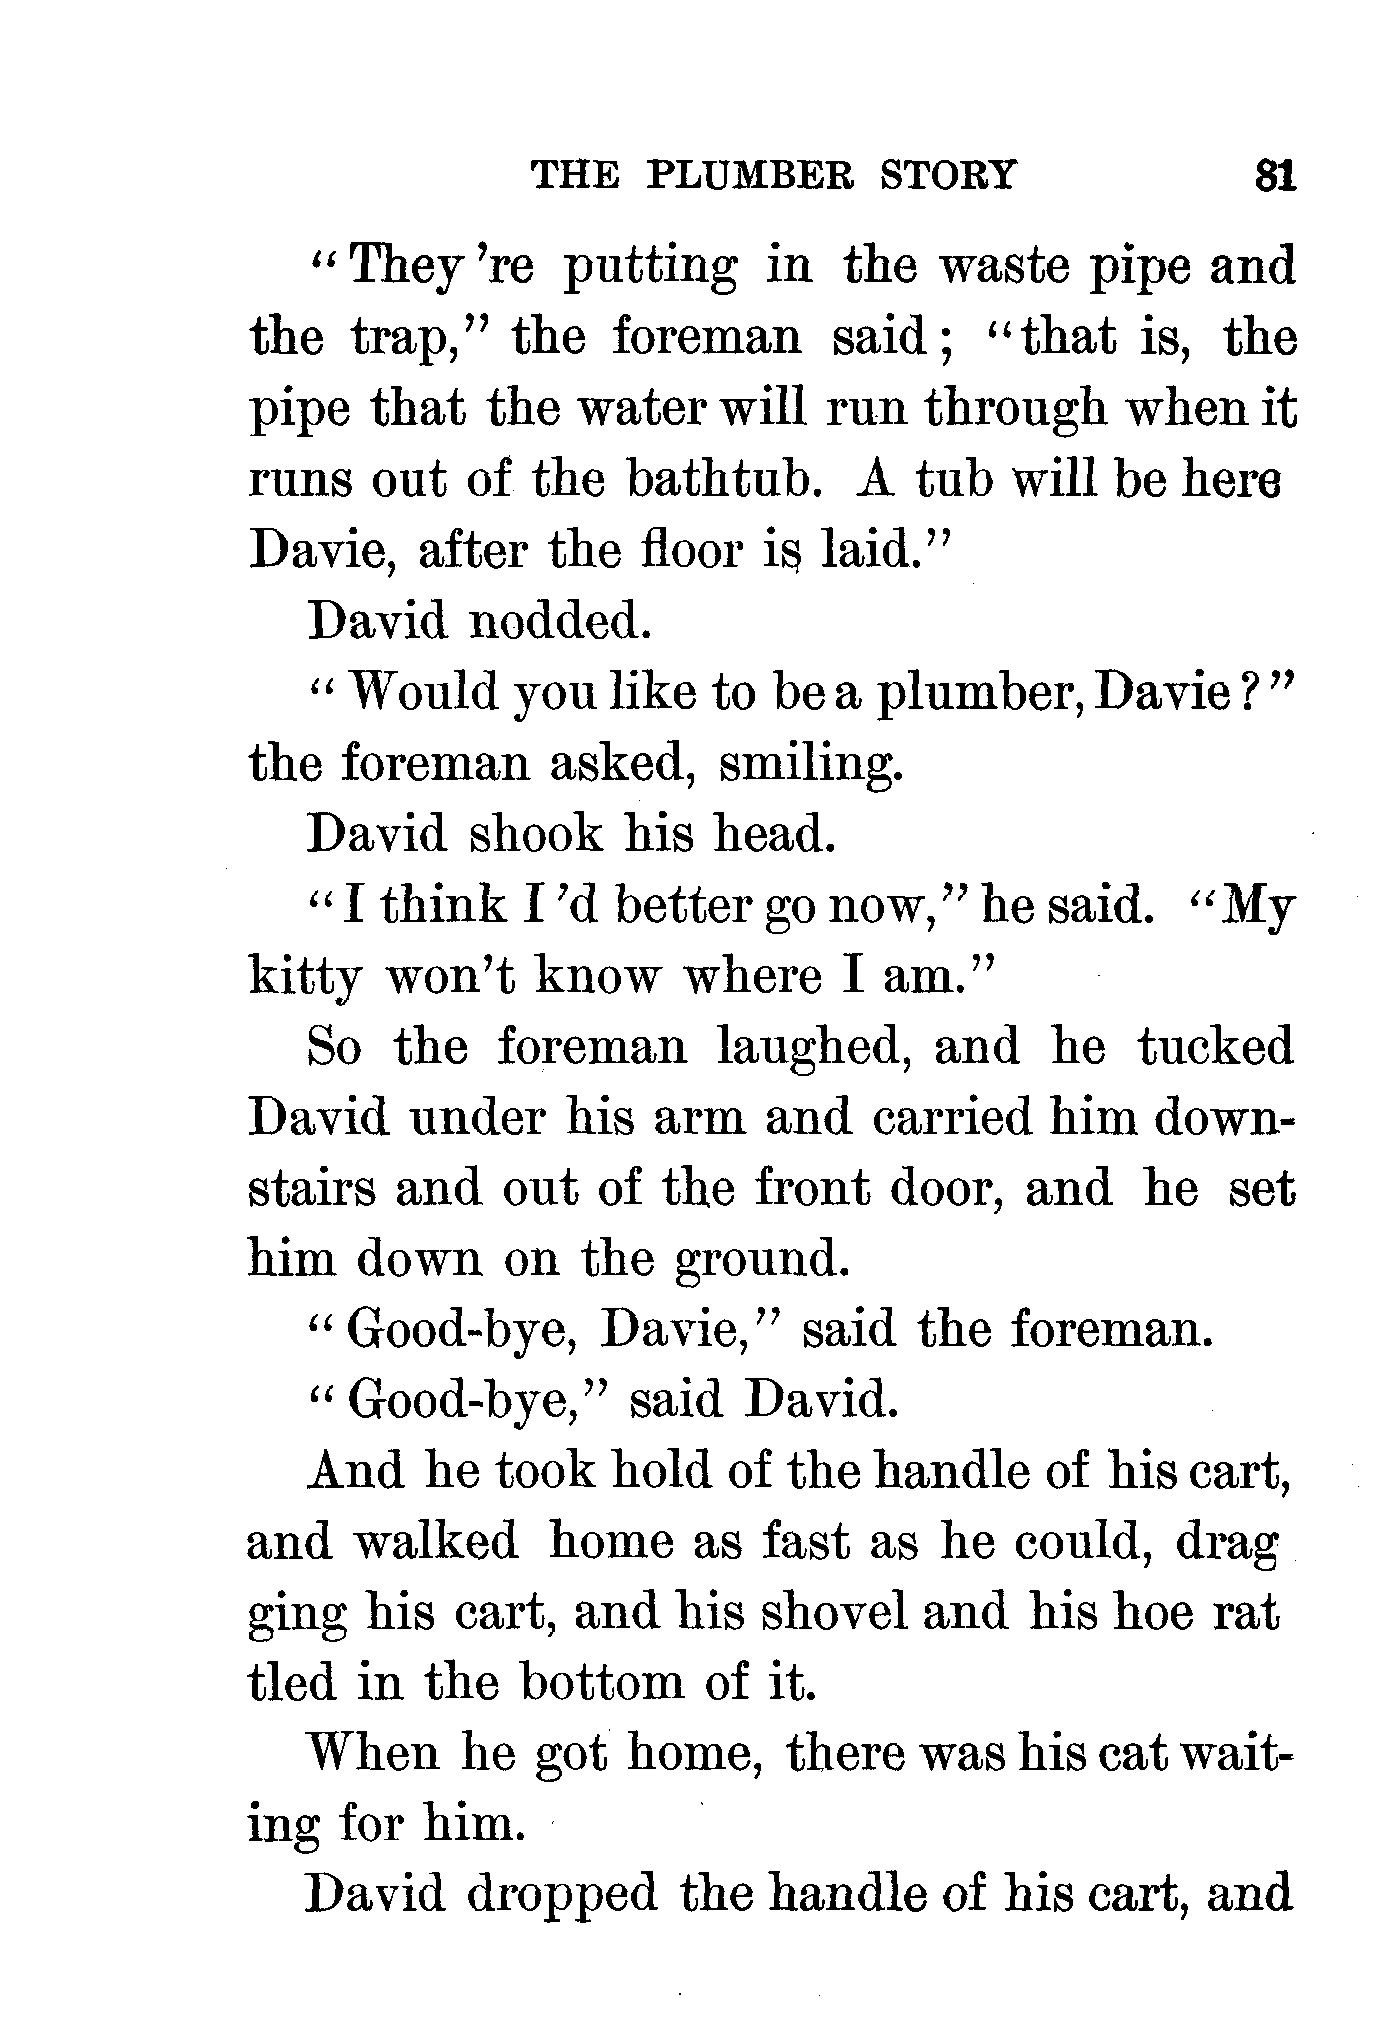 THE PLUMBER STORY 81
"They're putting in the waste pipe and
the trap," the foreman said; "that is, the
pipe that the water will run through when it
runs out of the bathtub. A tub will be here
Davie, after the floor is laid."
David nodded.
"Would you like to be a plumber, Davie?"
the foreman asked, smiling.
David shook his head.
"I think I'd better go now," he said. "My
kitty won't know where I am."
So the foreman laughed, and he tucked
David under his arm and carried him down-
stairs and out of the front door, and he set
him down on the ground.
"Good-bye, Davie," said the foreman.
"Good-bye," said David.
And he took hold of the handle of his cart,
and walked home as fast as he could, drag
ging his cart, and his shovel and his hoe rat
tled in the bottom of it.
When he got home, there was his cat wait-
ing for him.
David dropped the handle of his cart, and